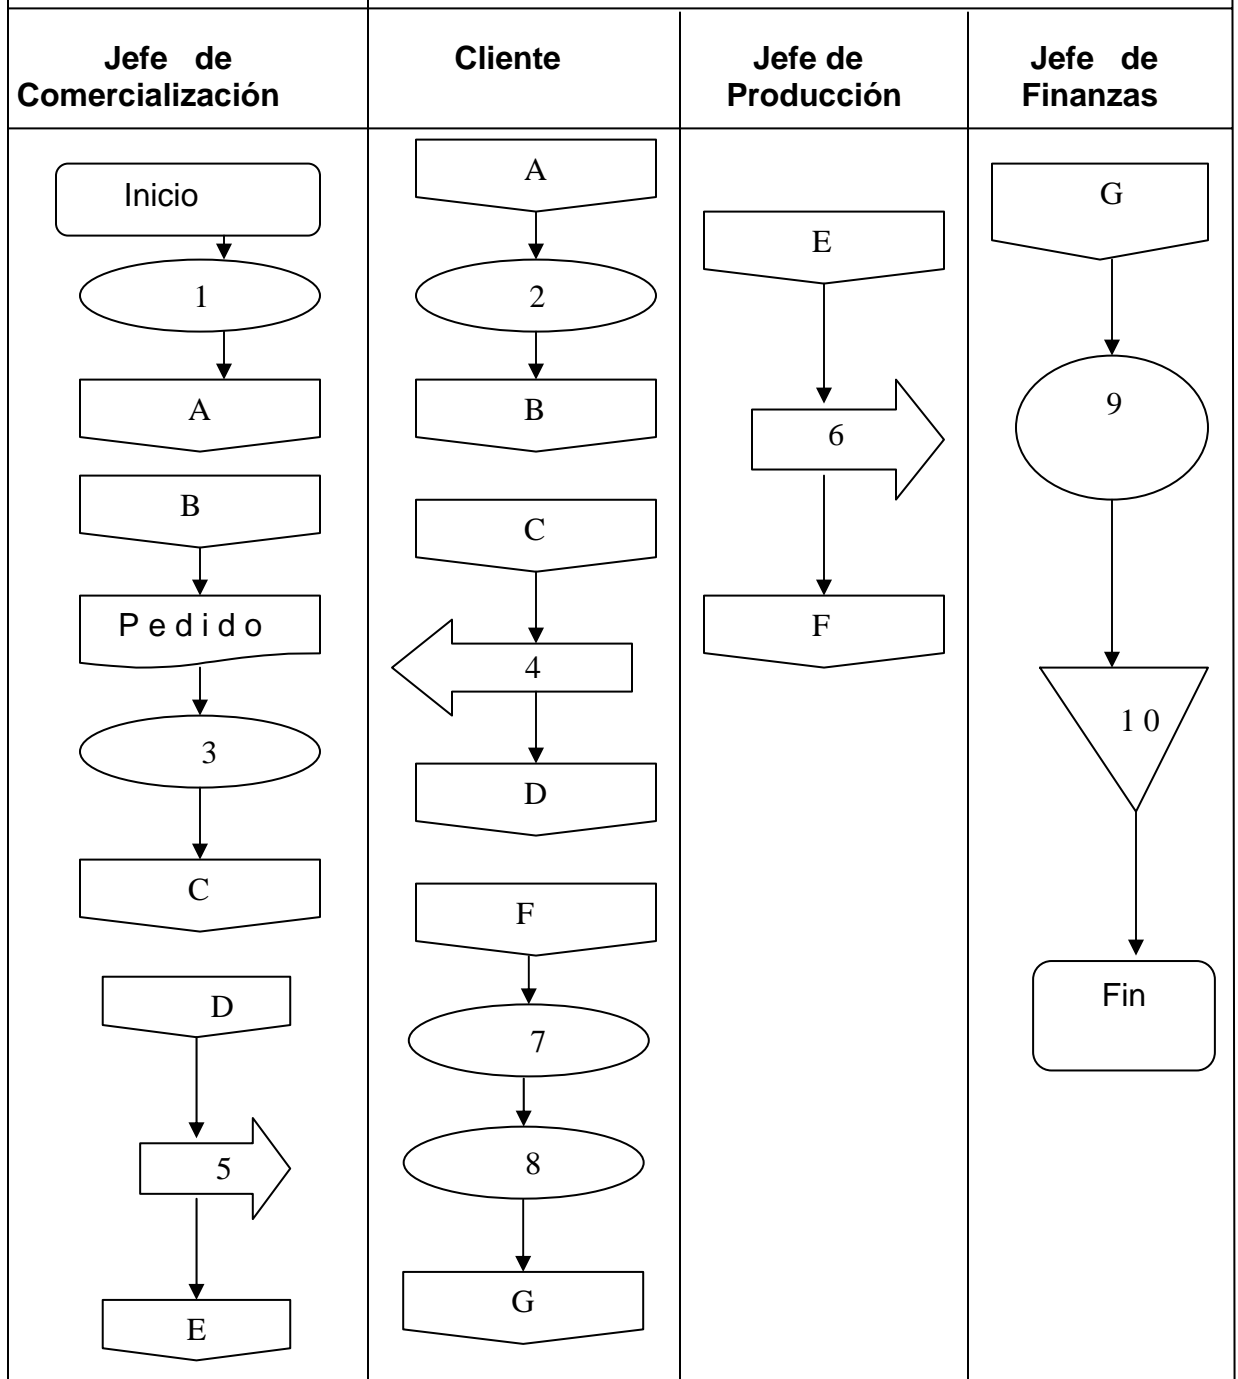 Jefe de
Comercialización
Cliente
Jefe de
Producción
Jefe de
Finanzas
Inicio
1
A
B
Pedido
3
C
D
5
E
A
2
B
C
4
D
F
7
8
G
E
6
F
G
9
10
Fin